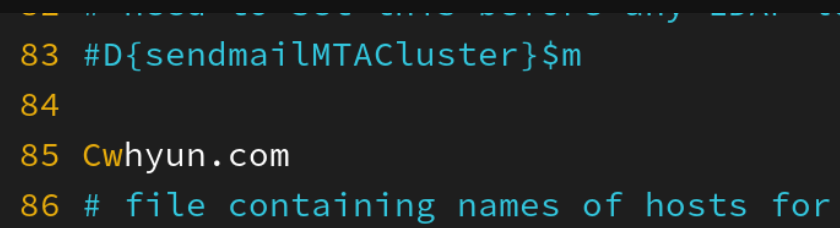 83 #D{sendmailMTACluster}$m
84
85 Cwhyun.com
86 # file containing names of hosts for